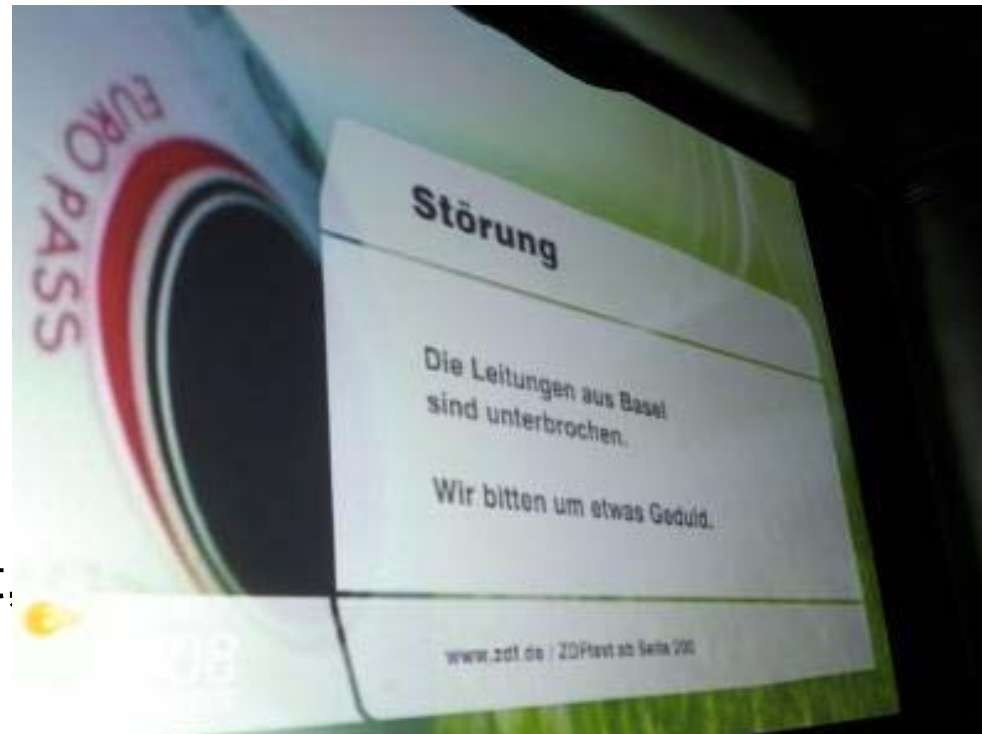 EURO PASS
Störung
Die Leitungen aus Basel
sind unterbrochen.
Wir bitten um etwas Geduld.
www.zdf.de / ZDFtext ab Seite 200